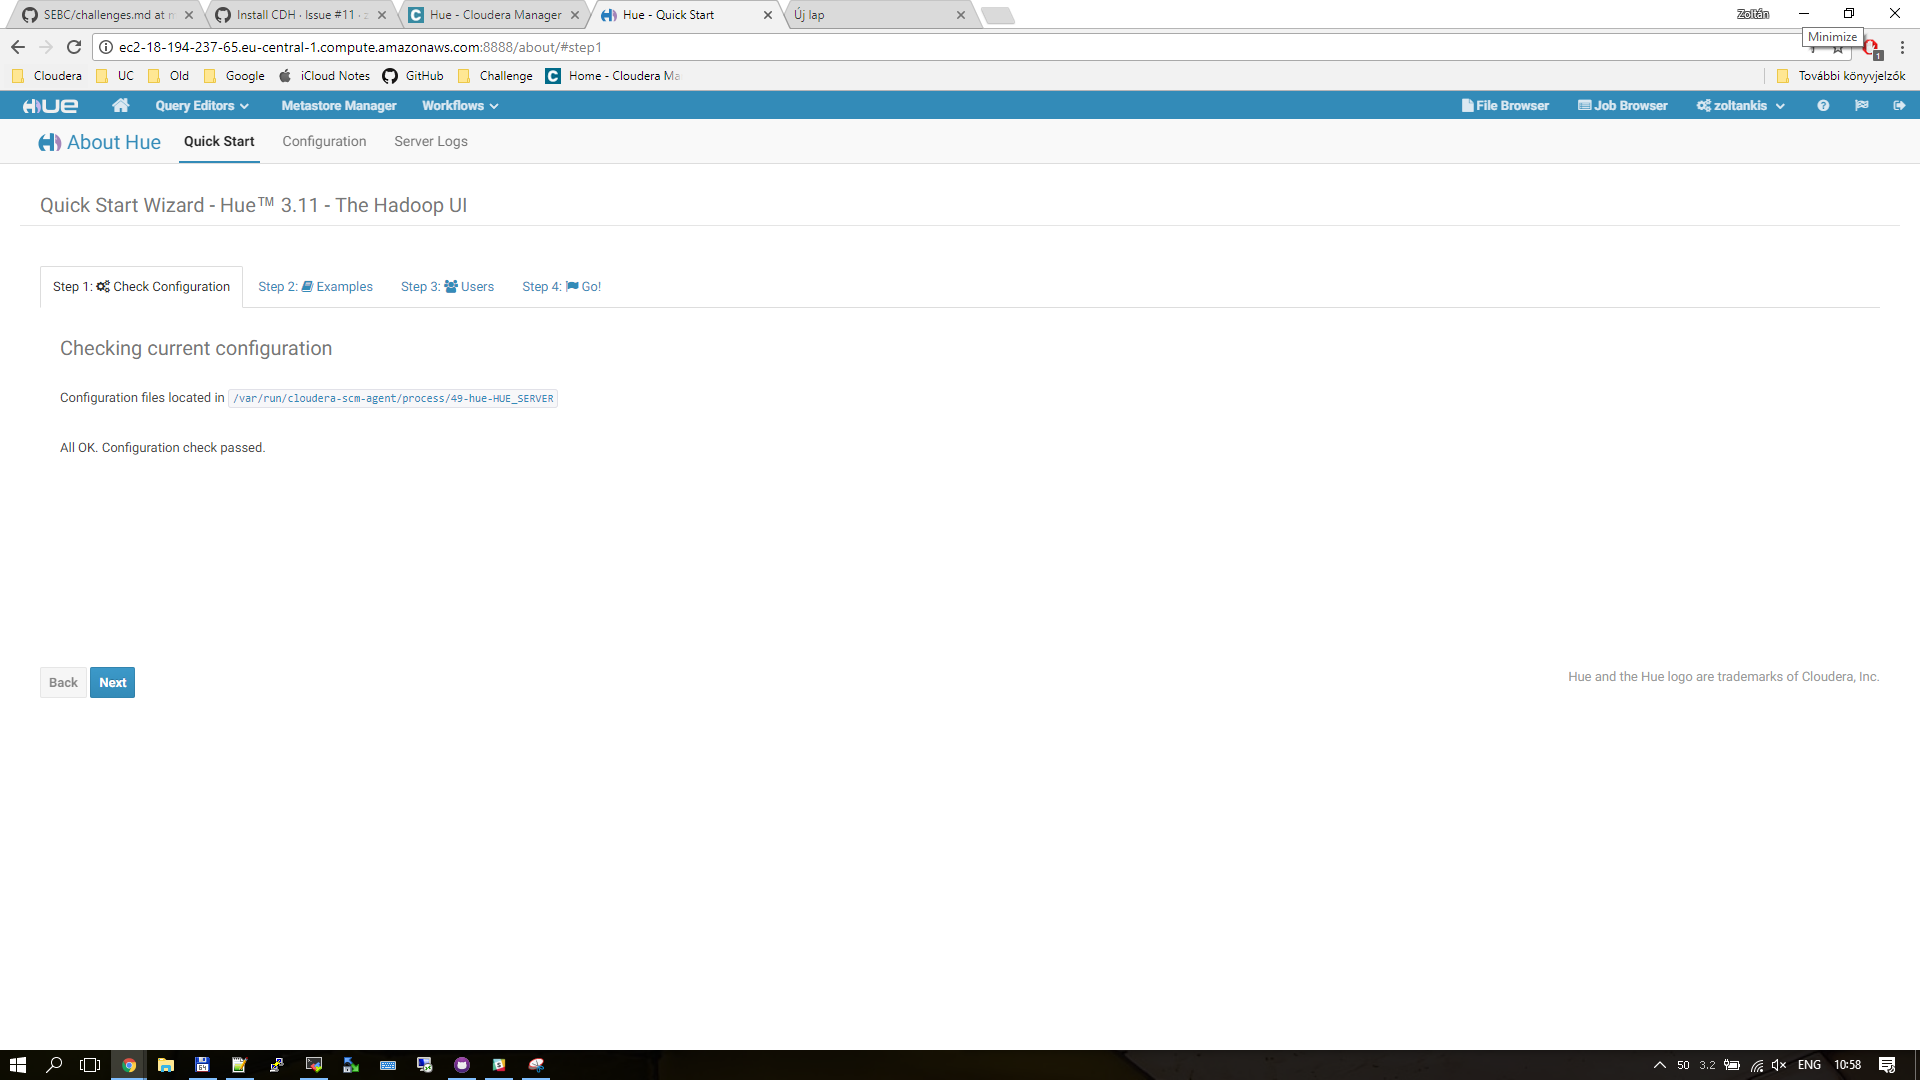 SEBC/challenges.md at m
Install CDH · Issue #11 · z
Hue - Cloudera Manager
Hue - Quick Start
Új lap
Zoltán
Minimize
ec2-18-194-237-65.eu-central-1.compute.amazonaws.com:8888/about/#step1
1
Cloudera
UC
Old
Google
iCloud Notes
GitHub
Challenge
Home - Cloudera Ma
További könyvjelzők
HUE
Query Editors
Metastore Manager
Workflows
File Browser
Job Browser
zoltankis
About Hue
Quick Start
Configuration
Server Logs
Quick Start Wizard - Hue™ 3.11 - The Hadoop UI
Step 1: Check Configuration
Step 2: Examples
Step 3: Users
Step 4: Go!
Checking current configuration
Configuration files located in /var/run/cloudera-scm-agent/process/49-hue-HUE_SERVER
All OK. Configuration check passed.
Back
Next
Hue and the Hue logo are trademarks of Cloudera, Inc.
64
50
3.2
ENG
10:58